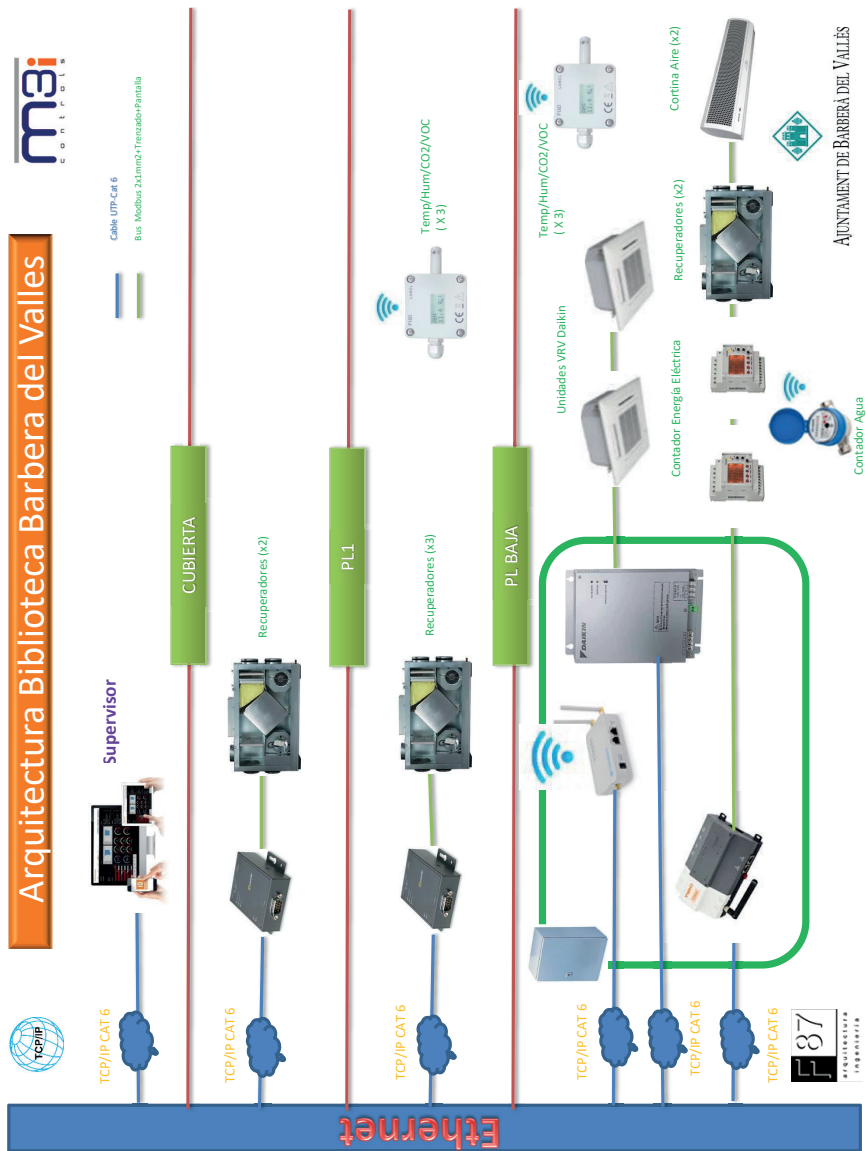 Arquitectura Biblioteca Barbera del Valles
m3i
controls
TCP/IP
Cable UTP-Cat 6
Bus Modbus 2x1mm2+Trenzado+Pantalla
Supervisor
TCP/IP CAT 6
CUBIERTA
Recuperadores (x2)
TCP/IP CAT 6
PL1
Temp/Hum/CO2/VOC
( X 3)
Recuperadores (x3)
TCP/IP CAT 6
PL BAJA
Temp/Hum/CO2/VOC
( X 3)
Unidades VRV Daikin
DAIKIN
TCP/IP CAT 6
Cortina Aire (x2)
Recuperadores (x2)
Contador Energía Eléctrica
TCP/IP CAT 6
Contador Agua
TCP/IP CAT 6
Ethernet
F87
arquitectura
ingeniería
AJUNTAMENT DE BARBERÀ DEL VALLÈS